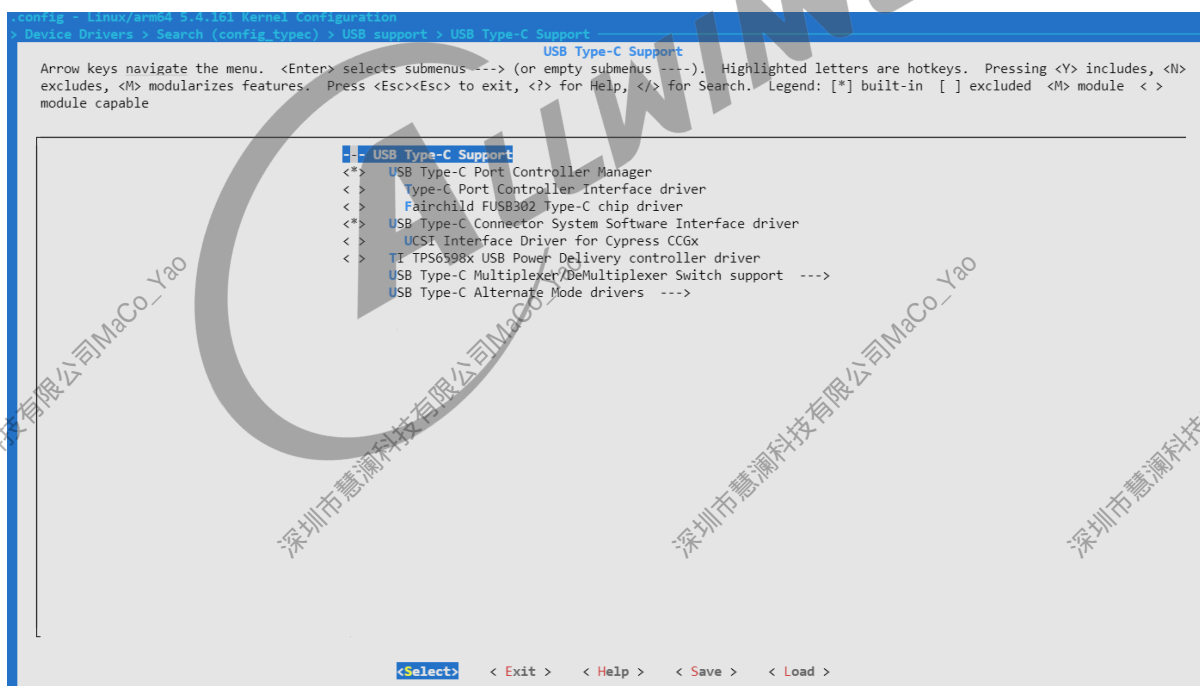 .config - Linux/arm64 5.4.161 Kernel Configuration
> Device Drivers > Search (config_typec) > USB support > USB Type-C Support
USB Type-C Support
Arrow keys navigate the menu. <Enter> selects submenus ---> (or empty submenus ----). Highlighted letters are hotkeys. Pressing <Y> includes, <N>
excludes, <M> modularizes features. Press <Esc><Esc> to exit, <?> for Help, </> for Search. Legend: [*] built-in [ ] excluded <M> module < >
module capable
--- USB Type-C Support
<*> USB Type-C Port Controller Manager
< > Type-C Port Controller Interface driver
< > Fairchild FUSB302 Type-C chip driver
<*> USB Type-C Connector System Software Interface driver
< > UCSI Interface Driver for Cypress CCGx
< > TI TPS6598x USB Power Delivery controller driver
USB Type-C Multiplexer/DeMultiplexer Switch support --->
USB Type-C Alternate Mode drivers --->
<Select> < Exit > < Help > < Save > < Load >
ALLWINN
深圳市慧澜科技有限公司MaCo_Yao
深圳市慧澜科技有限公司MaCo_Yao
技有限公司MaCo_Yao
深圳市慧澜科技